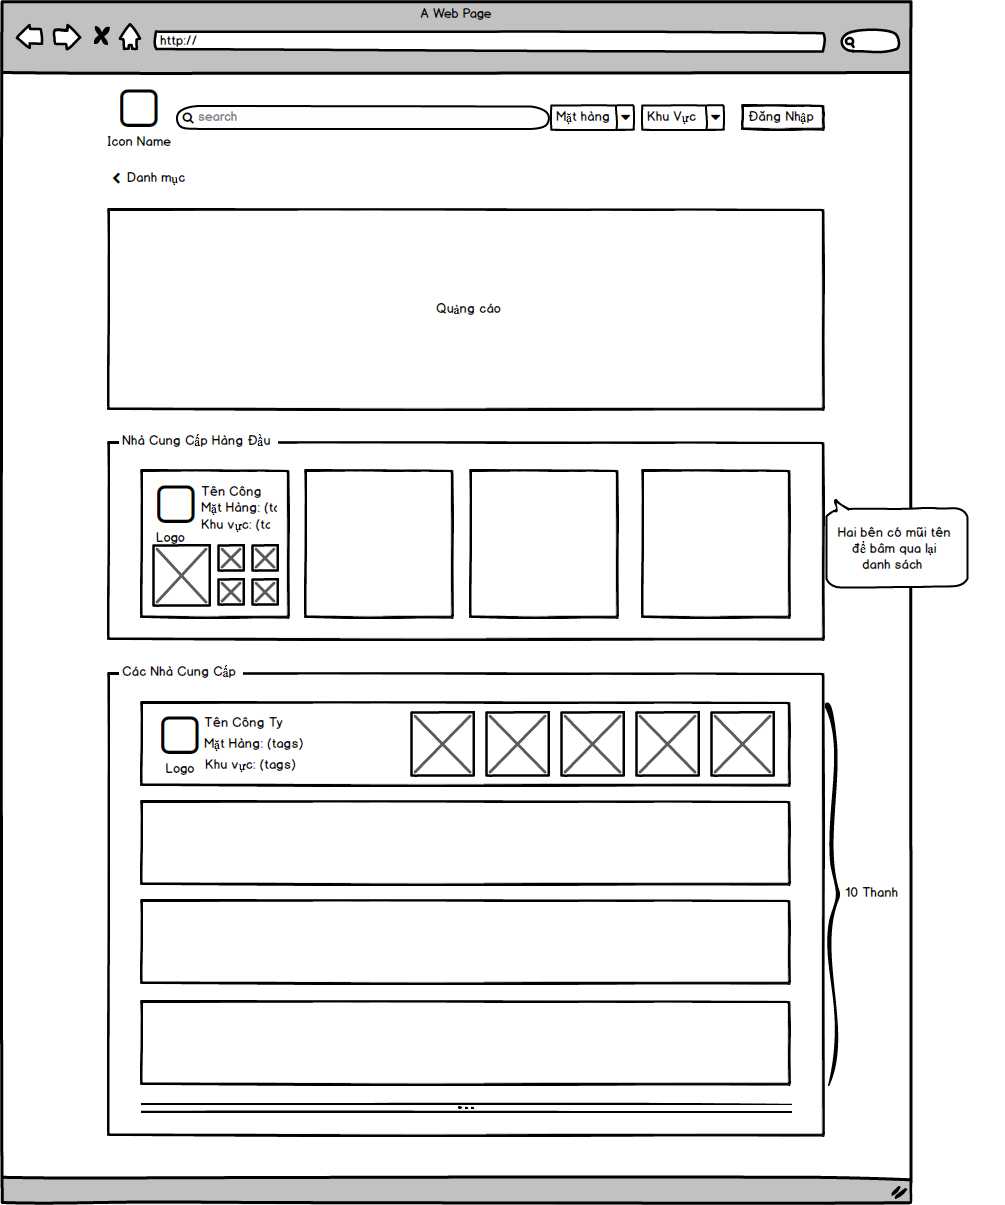 A Web Page
http://
search
Mặt hàng
Khu Vực
Đăng Nhập
Icon Name
Danh mục
Quảng cáo
Nhà Cung Cấp Hàng Đầu
Tên Công
Mặt Hàng: (tc
Khu vực: (tc
Logo
Hai bên có mũi tên
để bấm qua lại
danh sách
Các Nhà Cung Cấp
Tên Công Ty
Mặt Hàng: (tags)
Khu vực: (tags)
Logo
10 Thanh
...